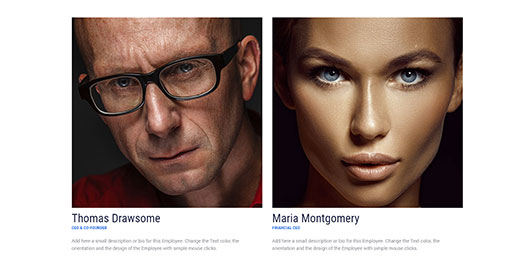 Thomas Drawsome
CEO & CO-FOUNDER
Add here a small description or bio for this Employee. Change the Text color, the
orientation and the design of the Employee with simple mouse clicks.
Maria Montgomery
FINANCIAL CEO
Add here a small description or bio for this Employee. Change the Text color, the
orientation and the design of the Employee with simple mouse clicks.